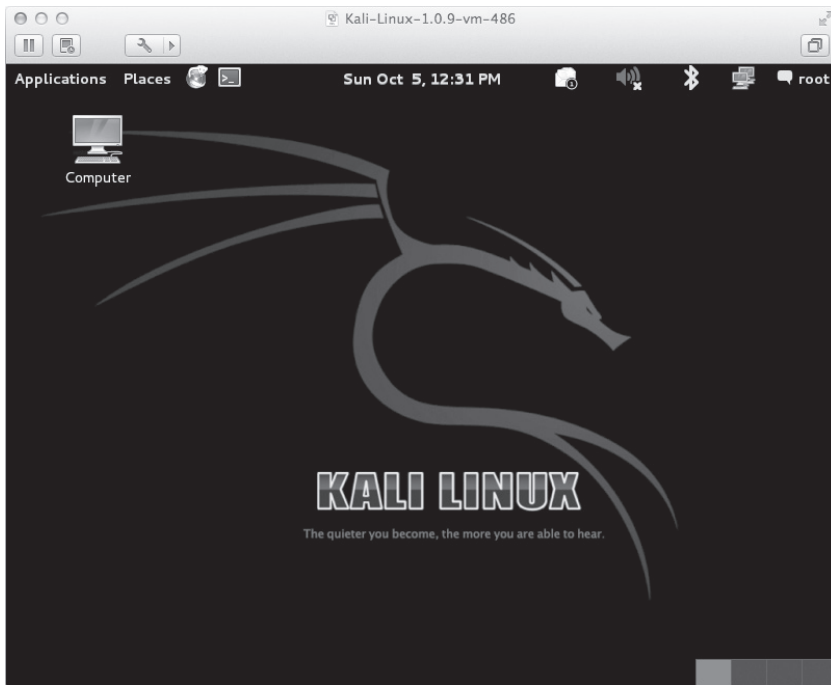 Kali-Linux-1.0.9-vm-486
Applications Places Sun Oct 5, 12:31 PM root
Computer
KALI LINUX
The quieter you become, the more you are able to hear.